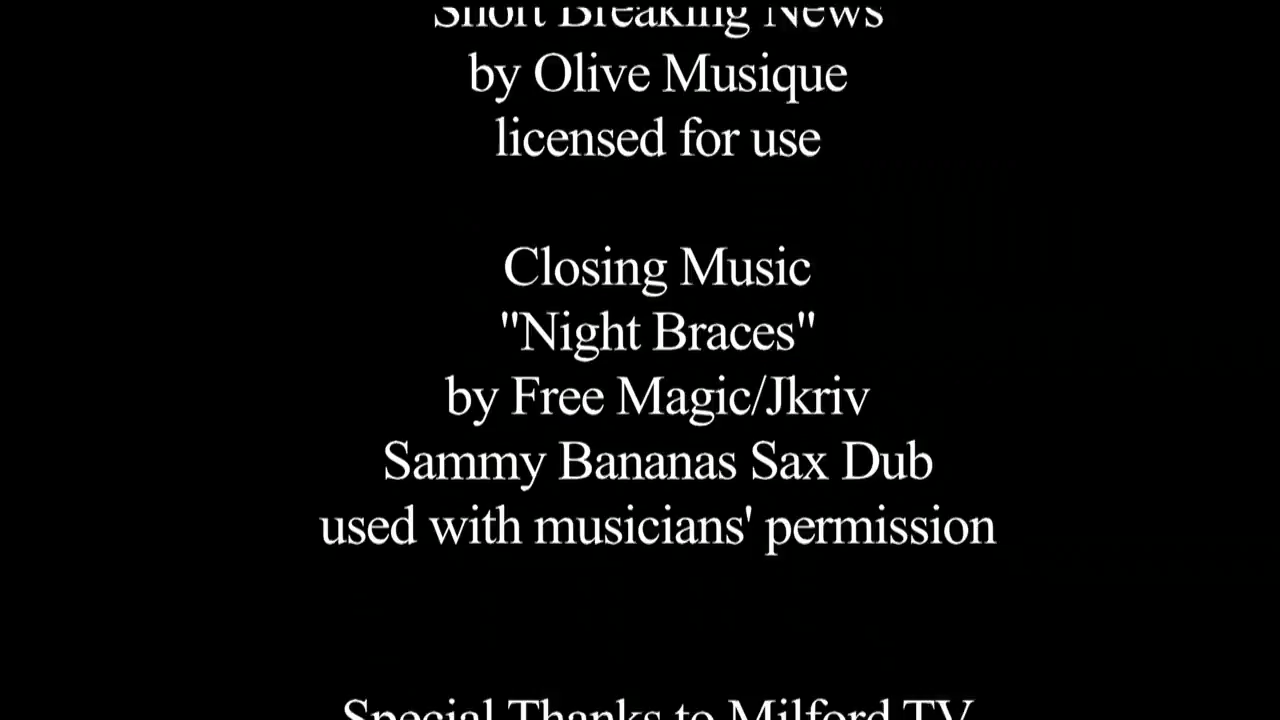 Short Breaking News
by Olive Musique
licensed for use
Closing Music
"Night Braces"
by Free Magic/Jkriv
Sammy Bananas Sax Dub
used with musicians' permission
Special Thanks to Milford TV